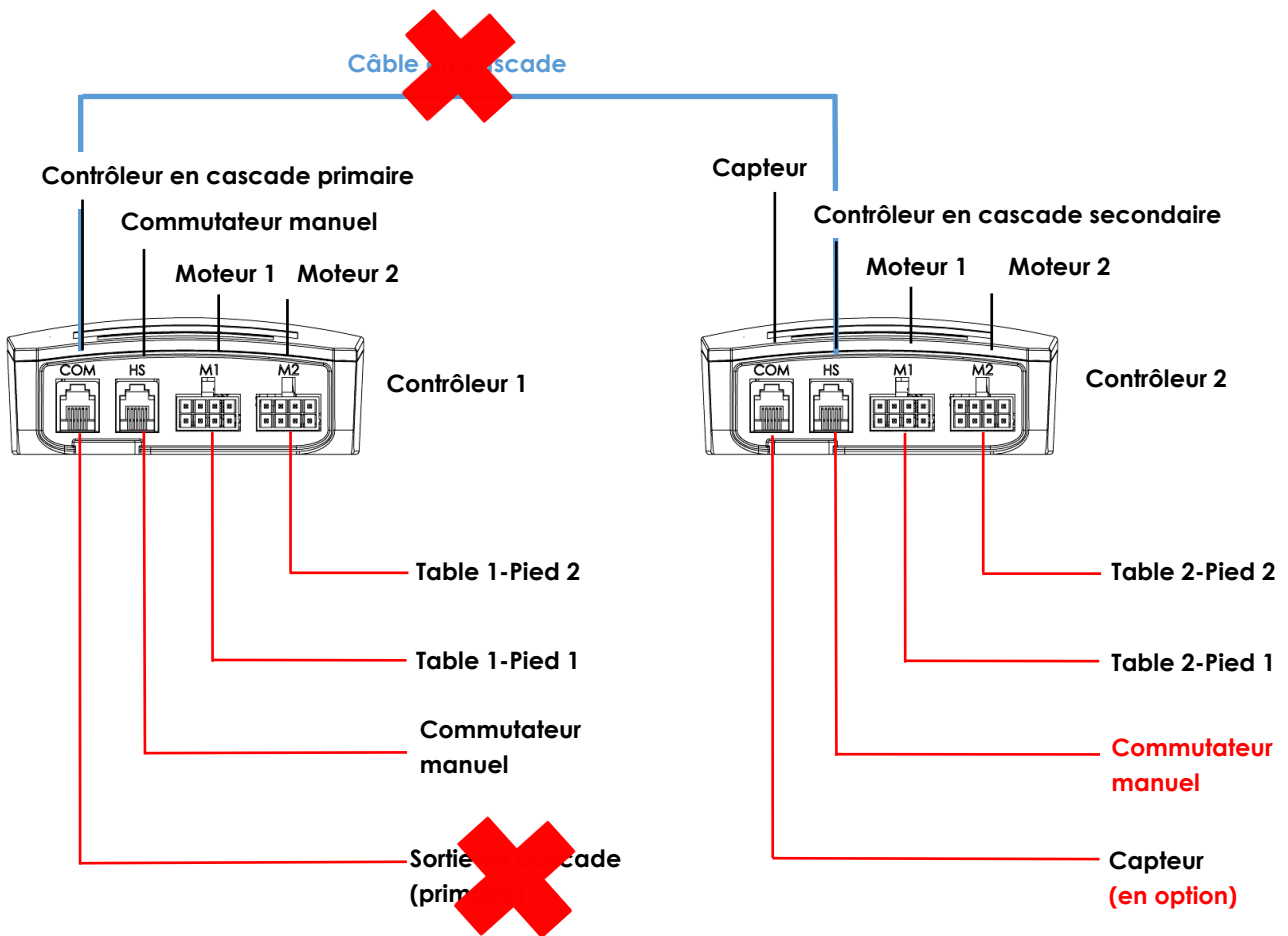 Câble scade
Contrôleur en cascade primaire
Commutateur manuel
Moteur 1 Moteur 2
COM HS M1 M2
Contrôleur 1
Capteur
Contrôleur en cascade secondaire
Moteur 1 Moteur 2
COM HS M1 M2
Contrôleur 2
Table 1-Pied 2
Table 1-Pied 1
Commutateur
manuel
Sortie cade
(prim
Table 2-Pied 2
Table 2-Pied 1
Commutateur
manuel
Capteur
(en option)